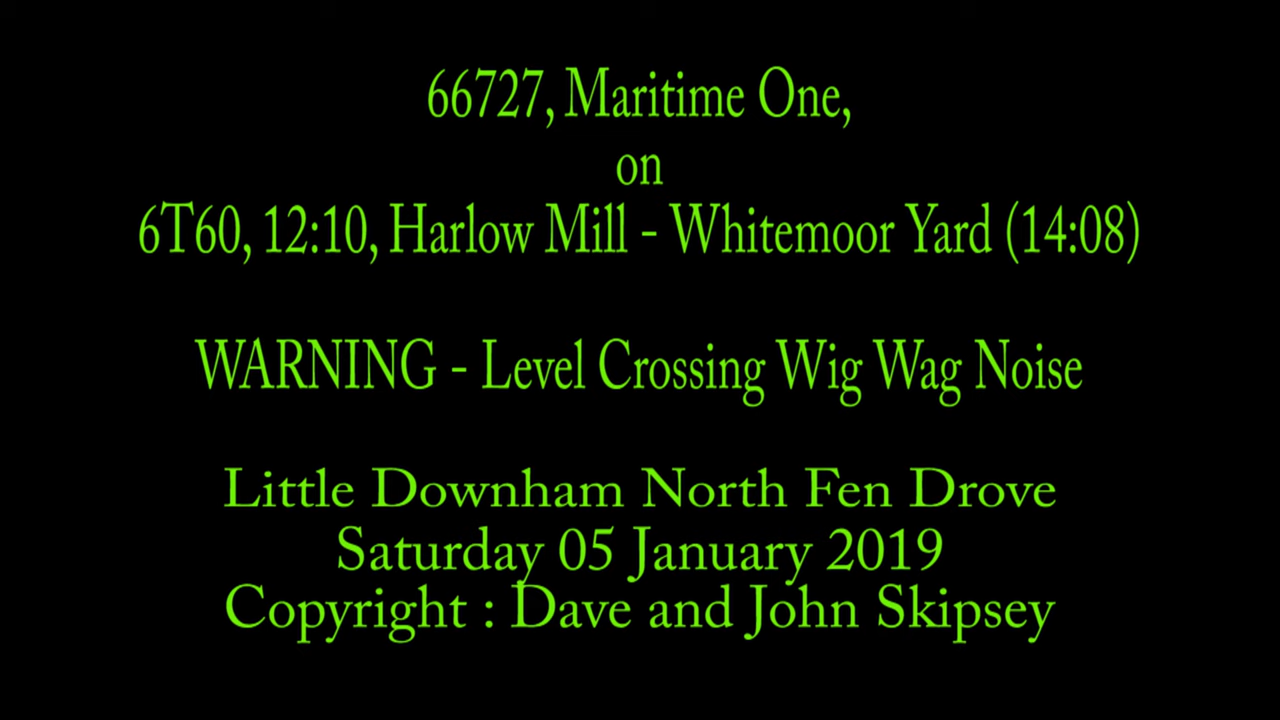 66727, Maritime One,
on
6T60, 12:10, Harlow Mill - Whitemoor Yard (14:08)
WARNING - Level Crossing Wig Wag Noise
Little Downham North Fen Drove
Saturday 05 January 2019
Copyright : Dave and John Skipsey